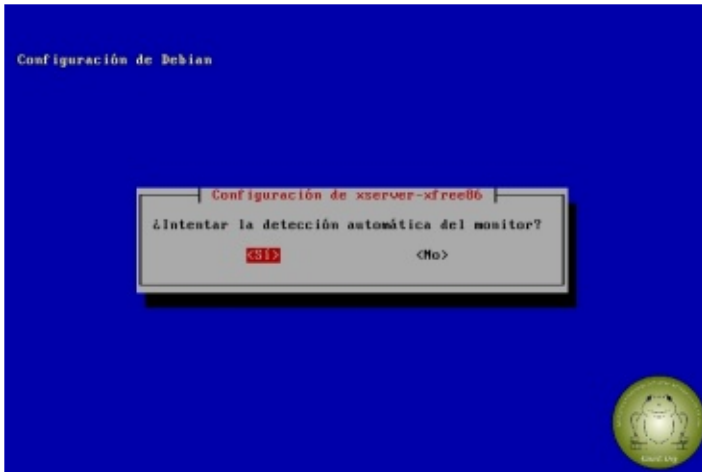 Configuración de Debian
Configuración de xserver-xfree86
¿Intentar la detección automática del monitor?
<Sí> <No>